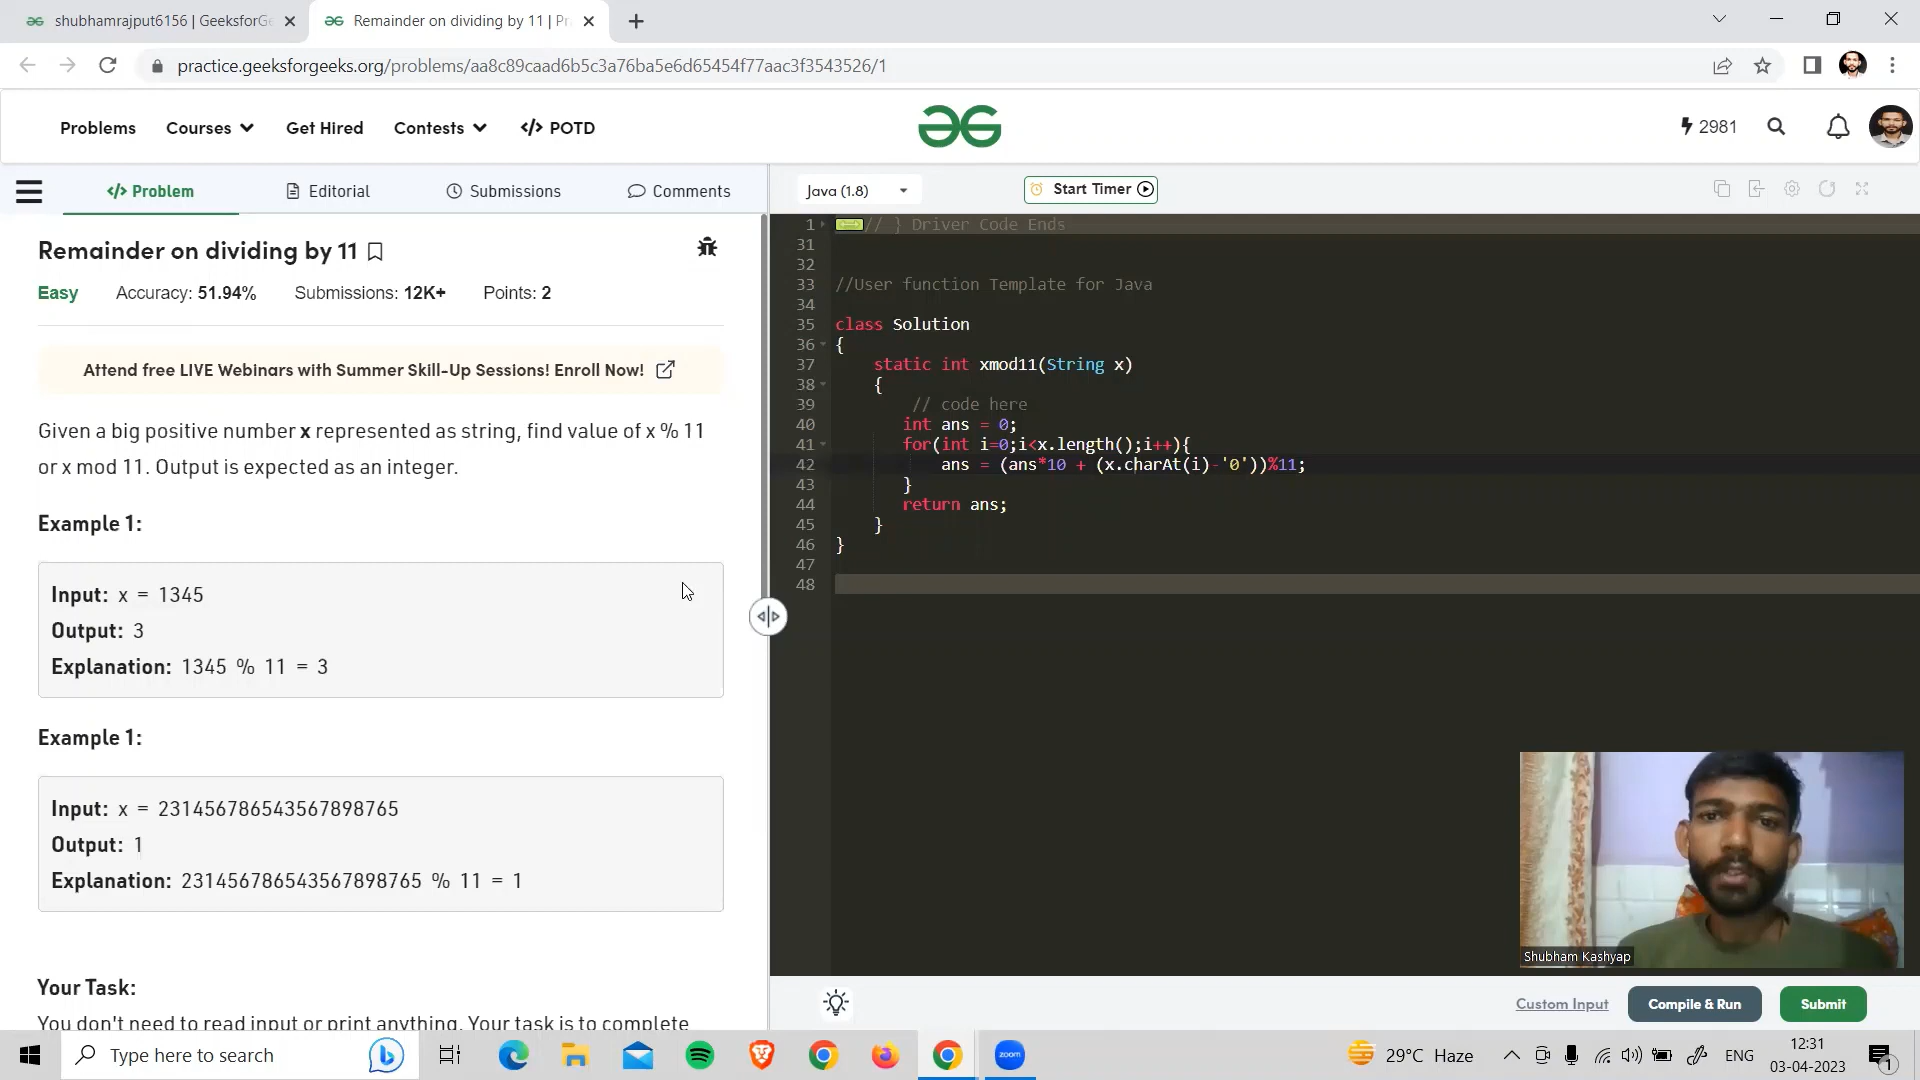 shubhamrajput6156 | GeeksforGe
Remainder on dividing by 11 | Pr
practice.geeksforgeeks.org/problems/aa8c89caad6b5c3a76ba5e6d65454f77aac3f3543526/1
Problems Courses Get Hired Contests </> POTD
2981
</> Problem Editorial Submissions Comments
Java (1.8) Start Timer
Remainder on dividing by 11
Easy Accuracy: 51.94% Submissions: 12K+ Points: 2
Attend free LIVE Webinars with Summer Skill-Up Sessions! Enroll Now!
Given a big positive number x represented as string, find value of x % 11
or x mod 11. Output is expected as an integer.
Example 1:
Input: x = 1345
Output: 3
Explanation: 1345 % 11 = 3
Example 1:
Input: x = 231456786543567898765
Output: 1
Explanation: 231456786543567898765 % 11 = 1
Your Task:
You don't need to read input or print anything. Your task is to complete
1 // } Driver Code Ends
31
32
33 //User function Template for Java
34
35 class Solution
36 {
37 static int xmod11(String x)
38 {
39 // code here
40 int ans = 0;
41 for(int i=0;i<x.length();i++){
42 ans = (ans*10 + (x.charAt(i)-'0'))%11;
43 }
44 return ans;
45 }
46 }
47
48
Shubham Kashyap
Custom Input Compile & Run Submit
Type here to search
zoom
29°C Haze
ENG
12:31
03-04-2023
1